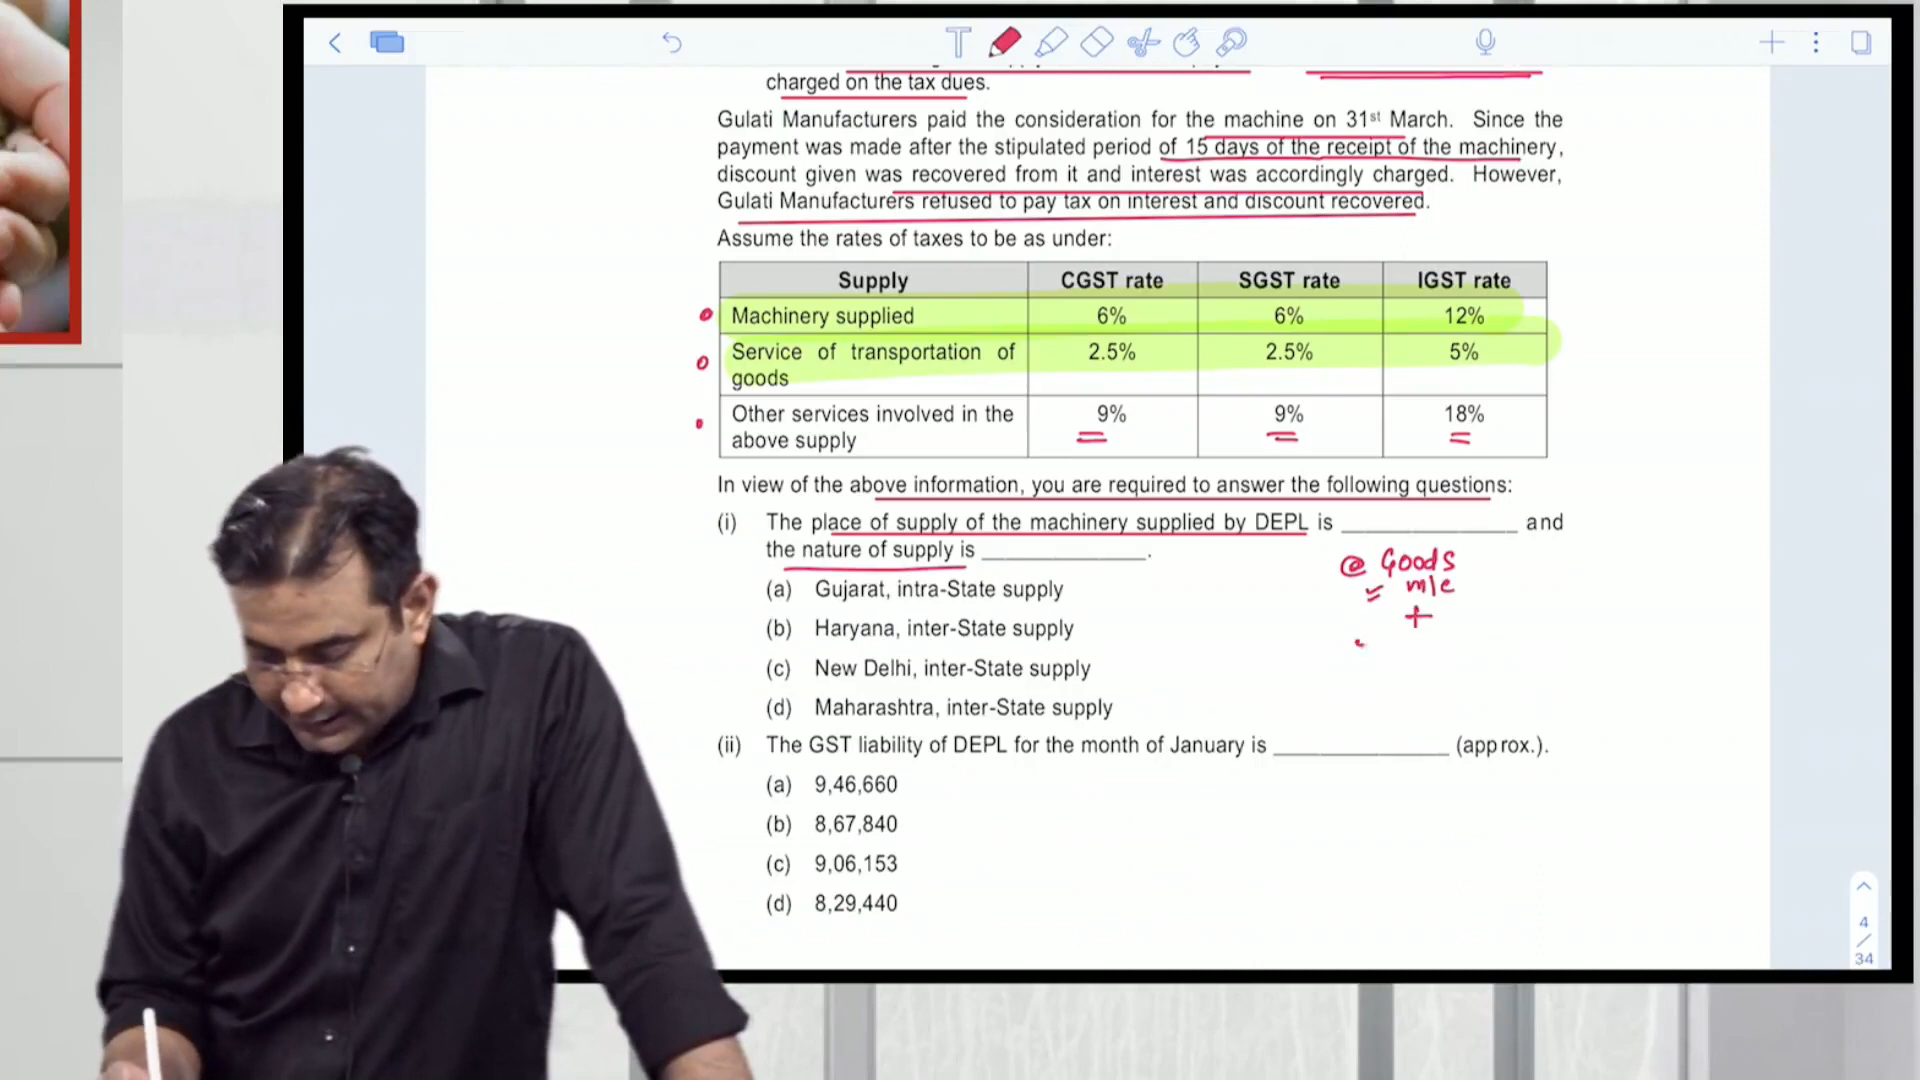 charged on the tax dues.
Gulati Manufacturers paid the consideration for the machine on 31st March. Since the
payment was made after the stipulated period of 15 days of the receipt of the machinery,
discount given was recovered from it and interest was accordingly charged. However,
Gulati Manufacturers refused to pay tax on interest and discount recovered.
Assume the rates of taxes to be as under:
Supply CGST rate SGST rate IGST rate
Machinery supplied 6% 6% 12%
Service of transportation of 2.5% 2.5% 5%
goods
Other services involved in the 9% 9% 18%
above supply
In view of the above information, you are required to answer the following questions:
(i) The place of supply of the machinery supplied by DEPL is ______________ and
the nature of supply is _____________.
@ Goods
m/c
+
(a) Gujarat, intra-State supply
(b) Haryana, inter-State supply
(c) New Delhi, inter-State supply
(d) Maharashtra, inter-State supply
(ii) The GST liability of DEPL for the month of January is ______________ (approx.).
(a) 9,46,660
(b) 8,67,840
(c) 9,06,153
(d) 8,29,440
4
/
34